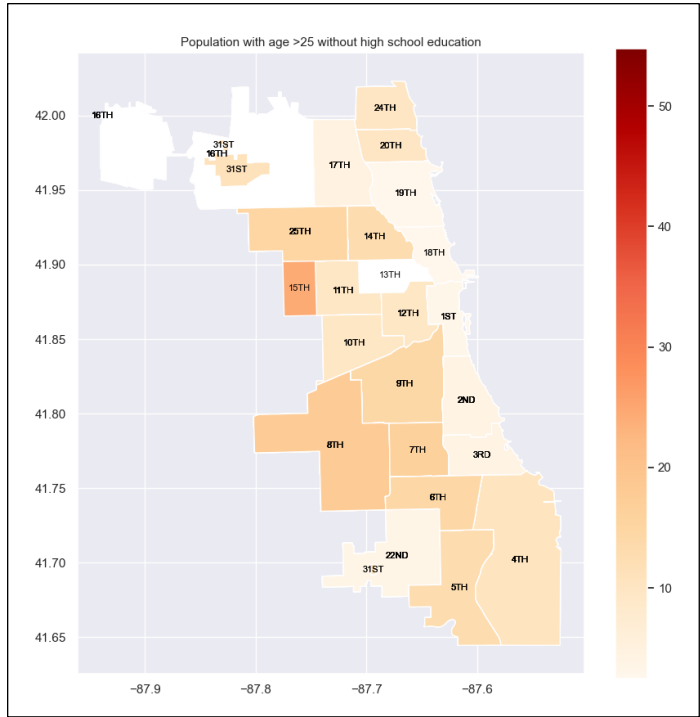 Population with age >25 without high school education
42.00
41.95
41.90
41.85
41.80
41.75
41.70
41.65
16TH
31ST
16TH
31ST
24TH
20TH
17TH
19TH
25TH
14TH
18TH
15TH
11TH
13TH
12TH
1ST
10TH
9TH
2ND
8TH
7TH
3RD
6TH
22ND
31ST
4TH
5TH
−87.9
−87.8
−87.7
−87.6
50
40
30
20
10